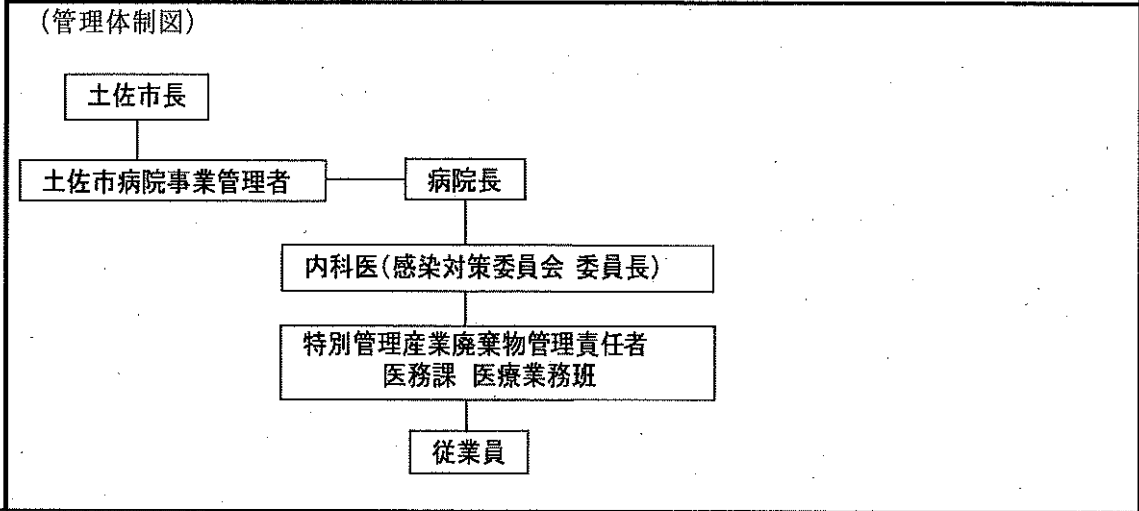 (管理体制図)
土佐市長
土佐市病院事業管理者
病院長
内科医(感染対策委員会 委員長)
特別管理産業廃棄物管理責任者
医務課 医療業務班
従業員